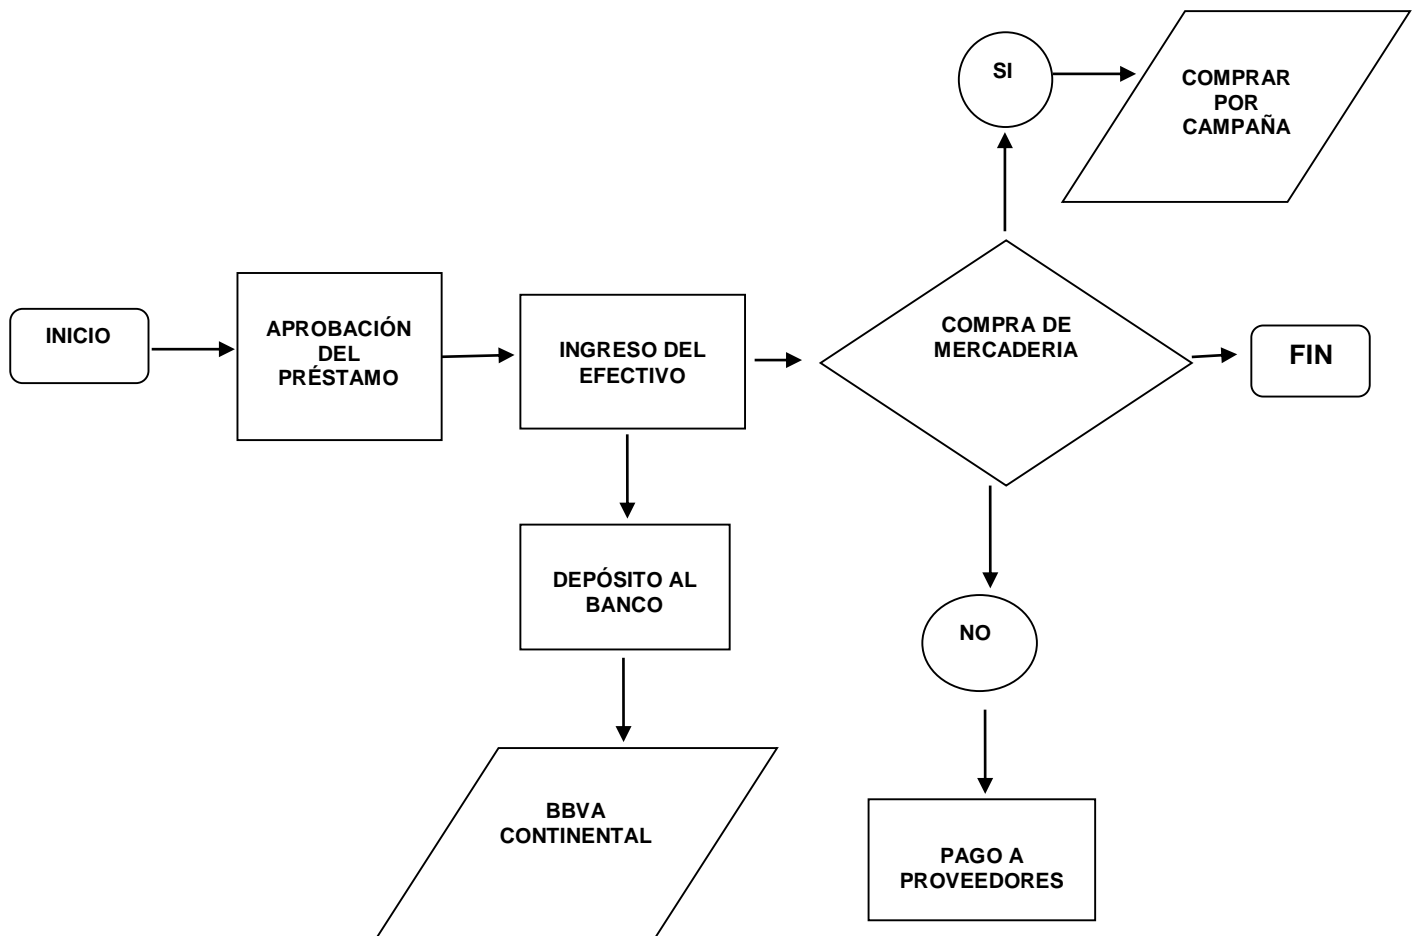 SI
COMPRAR
POR
CAMPAÑA
INICIO
APROBACIÓN
DEL
PRÉSTAMO
INGRESO DEL
EFECTIVO
COMPRA DE
MERCADERIA
FIN
DEPÓSITO AL
BANCO
NO
BBVA
CONTINENTAL
PAGO A
PROVEEDORES